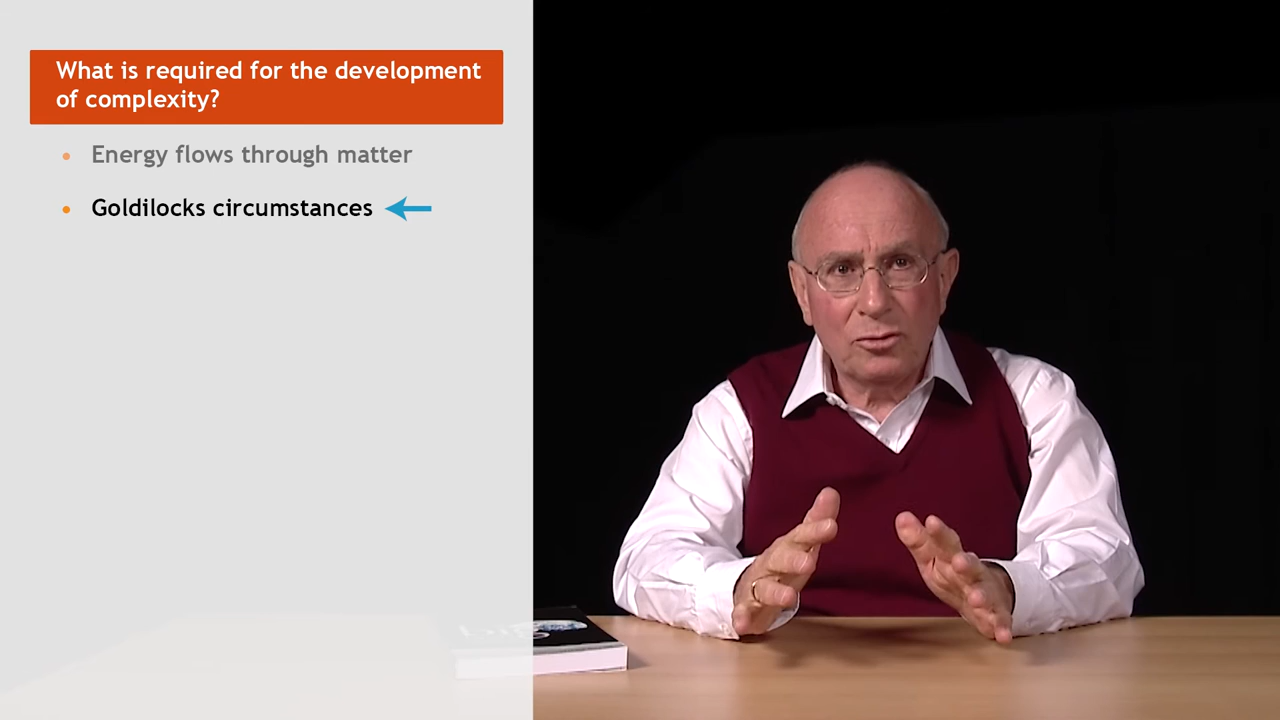 What is required for the development
of complexity?
• Energy flows through matter
• Goldilocks circumstances